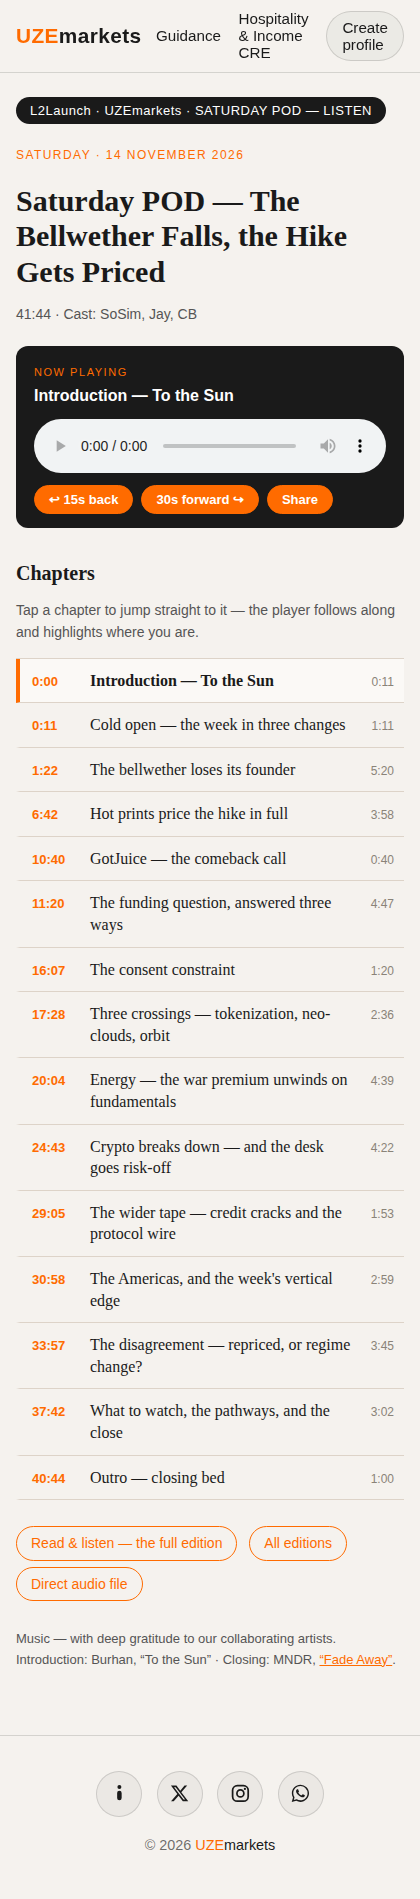 UZEmarkets
Guidance
Hospitality
& Income
CRE
Create
profile
L2Launch · UZEmarkets · SATURDAY POD — LISTEN
SATURDAY · 14 NOVEMBER 2026
Saturday POD — The
Bellwether Falls, the Hike
Gets Priced
41:44 · Cast: SoSim, Jay, CB
NOW PLAYING
Introduction — To the Sun
0:00 / 0:00
↩ 15s back
30s forward ↪
Share
Chapters
Tap a chapter to jump straight to it — the player follows along
and highlights where you are.
0:00 Introduction — To the Sun 0:11
0:11 Cold open — the week in three changes 1:11
1:22 The bellwether loses its founder 5:20
6:42 Hot prints price the hike in full 3:58
10:40 GotJuice — the comeback call 0:40
11:20 The funding question, answered three 4:47
ways
16:07 The consent constraint 1:20
17:28 Three crossings — tokenization, neo- 2:36
clouds, orbit
20:04 Energy — the war premium unwinds on 4:39
fundamentals
24:43 Crypto breaks down — and the desk 4:22
goes risk-off
29:05 The wider tape — credit cracks and the 1:53
protocol wire
30:58 The Americas, and the week's vertical 2:59
edge
33:57 The disagreement — repriced, or regime 3:45
change?
37:42 What to watch, the pathways, and the 3:02
close
40:44 Outro — closing bed 1:00
Read & listen — the full edition
All editions
Direct audio file
Music — with deep gratitude to our collaborating artists.
Introduction: Burhan, “To the Sun” · Closing: MNDR, “Fade Away”.
© 2026 UZEmarkets